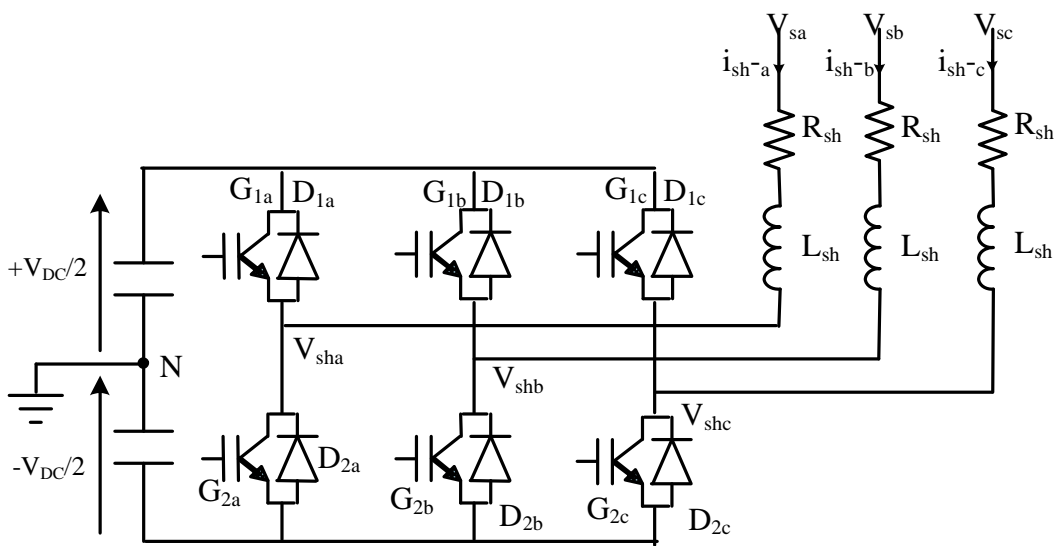 V_sa V_sb V_sc
i_sh-a i_sh-b i_sh-c
R_sh R_sh R_sh
G_1a D_1a G_1b D_1b G_1c D_1c
L_sh L_sh L_sh
+V_DC/2
N
V_sha
V_shb
V_shc
-V_DC/2
D_2a
G_2a G_2b G_2c
D_2b D_2c